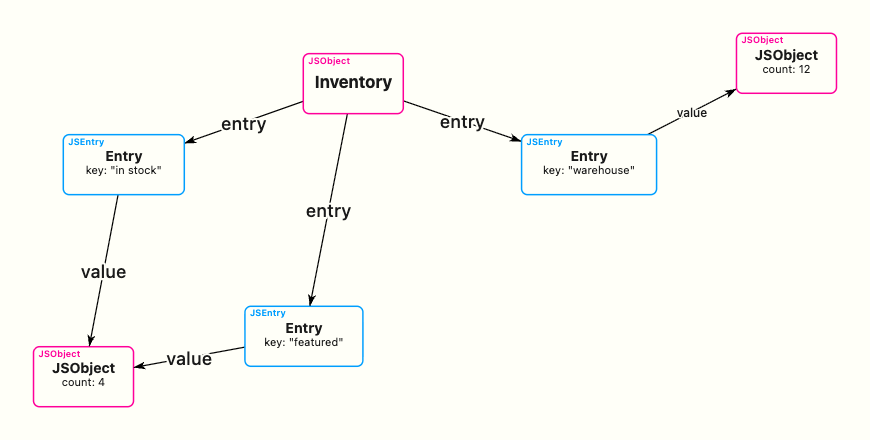 JSObject
JSObject
count: 12
JSObject
Inventory
entry
entry
value
JSEntry
Entry
key: "in stock"
JSEntry
Entry
key: "warehouse"
entry
value
JSEntry
Entry
key: "featured"
value
JSObject
JSObject
count: 4